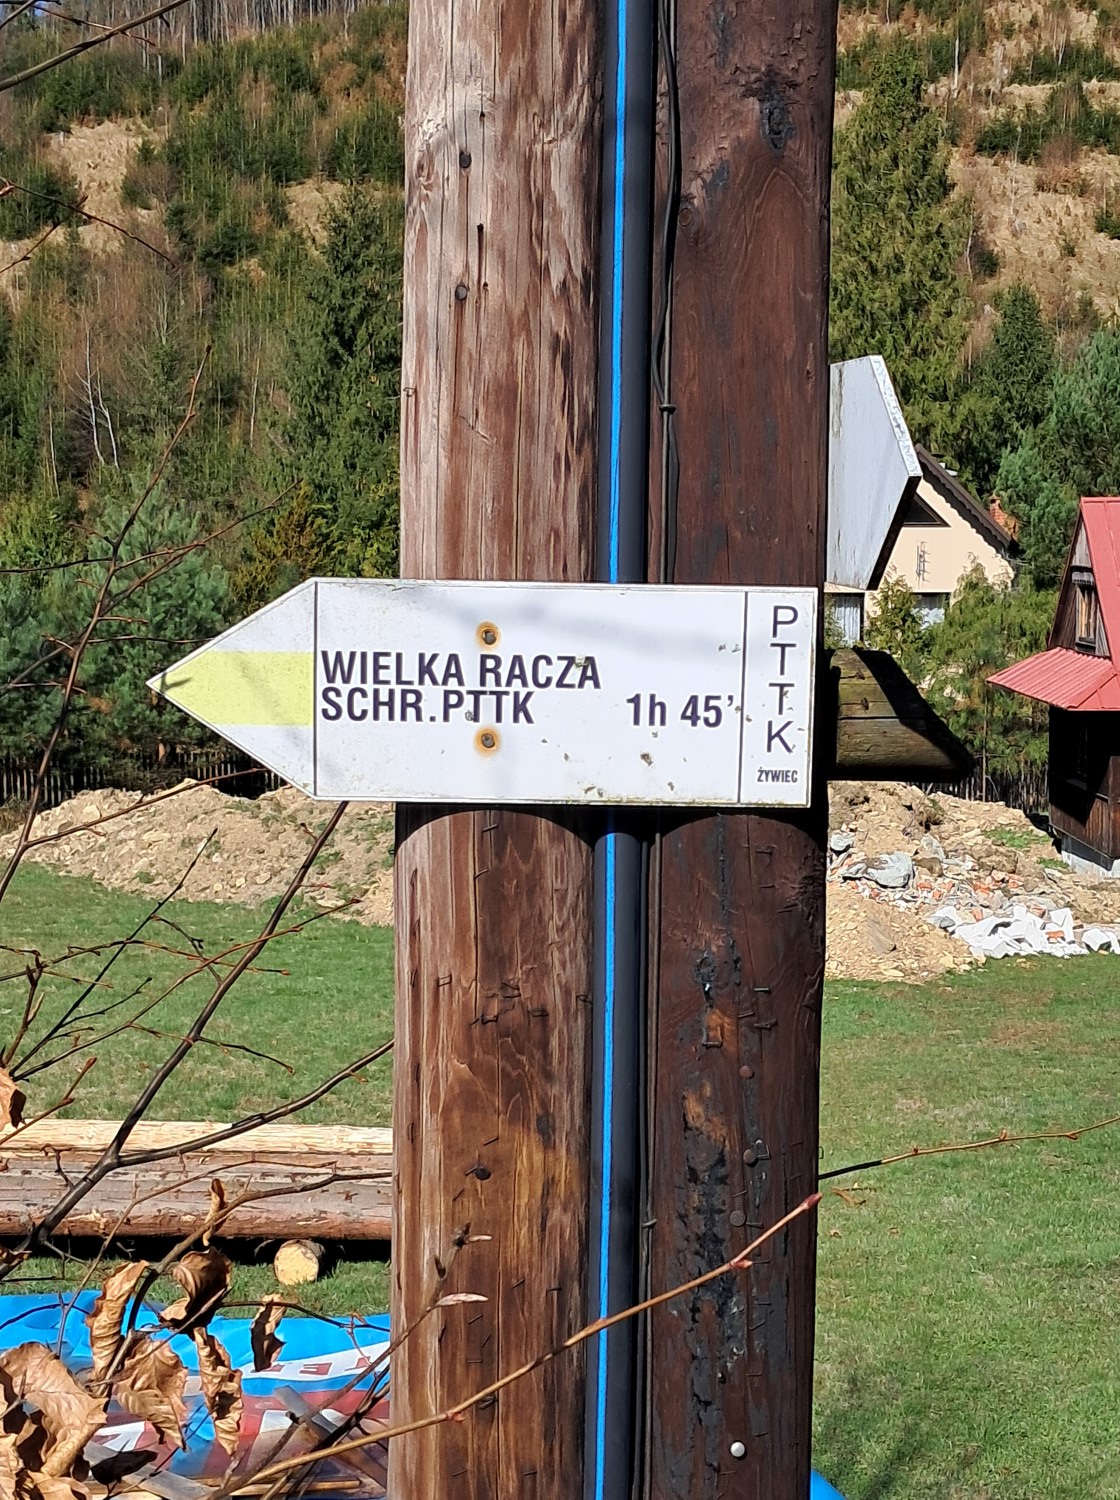 WIELKA RACZA
SCHR.PTTK 1h 45'
PTTK
ŻYWIEC